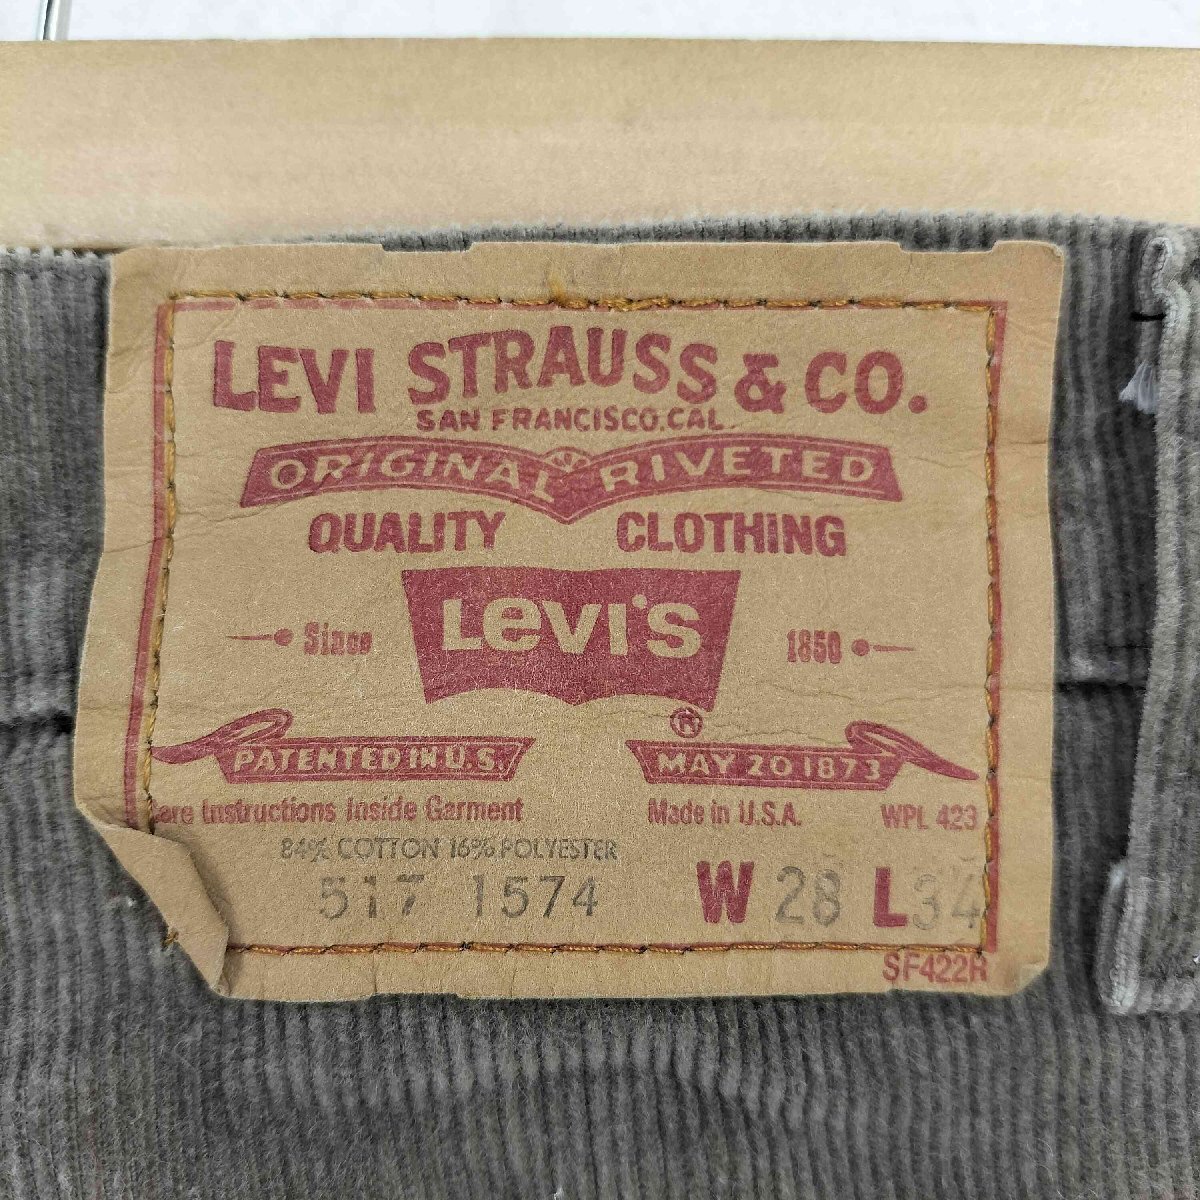 LEVI STRAUSS & CO.
SAN FRANCISCO, CAL.
ORIGINAL RIVETED
QUALITY CLOTHING
Since LEVI'S 1850
®
PATENTED IN U.S. MAY 20 1873
are Instructions Inside Garment Made in U.S.A. WPL 423
84% COTTON 16% POLYESTER
517 1574 W 28 L 34
SF422R